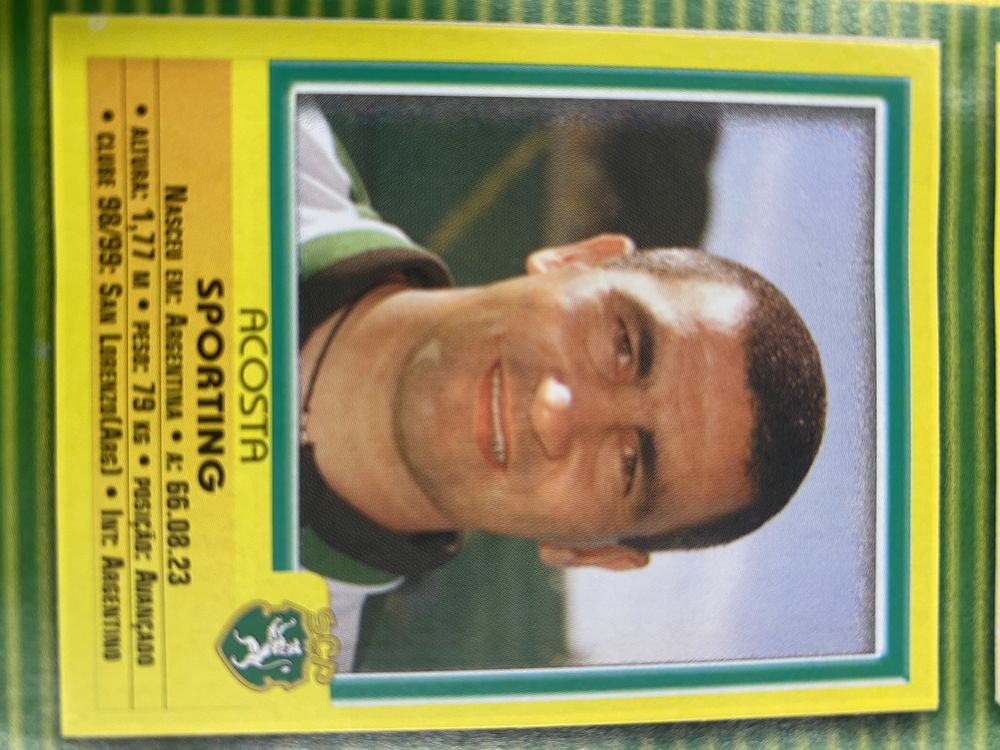 ACOSTA
SPORTING
NASCEU EM: ARGENTINA • A: 66.08.23
• ALTURA: 1,77 M • PESO: 79 KG • POSIÇÃO: AVANÇADO
• CLUBE 98/99: SAN LORENZO(ARG) • INT: ARGENTINO
SCP